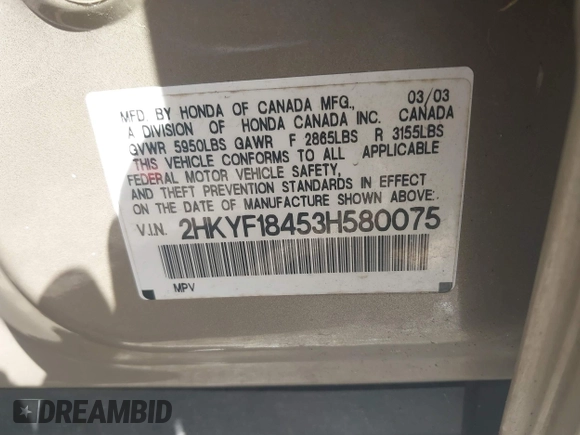 MFD. BY HONDA OF CANADA MFG., 03/03
A DIVISION OF HONDA CANADA INC. CANADA
GVWR 5950LBS GAWR F 2865LBS R 3155LBS
THIS VEHICLE CONFORMS TO ALL APPLICABLE
FEDERAL MOTOR VEHICLE SAFETY,
AND THEFT PREVENTION STANDARDS IN EFFECT
ON THE DATE OF MANUFACTURE SHOWN ABOVE:
V.I.N. 2HKYF18453H580075
MPV
DREAMBID